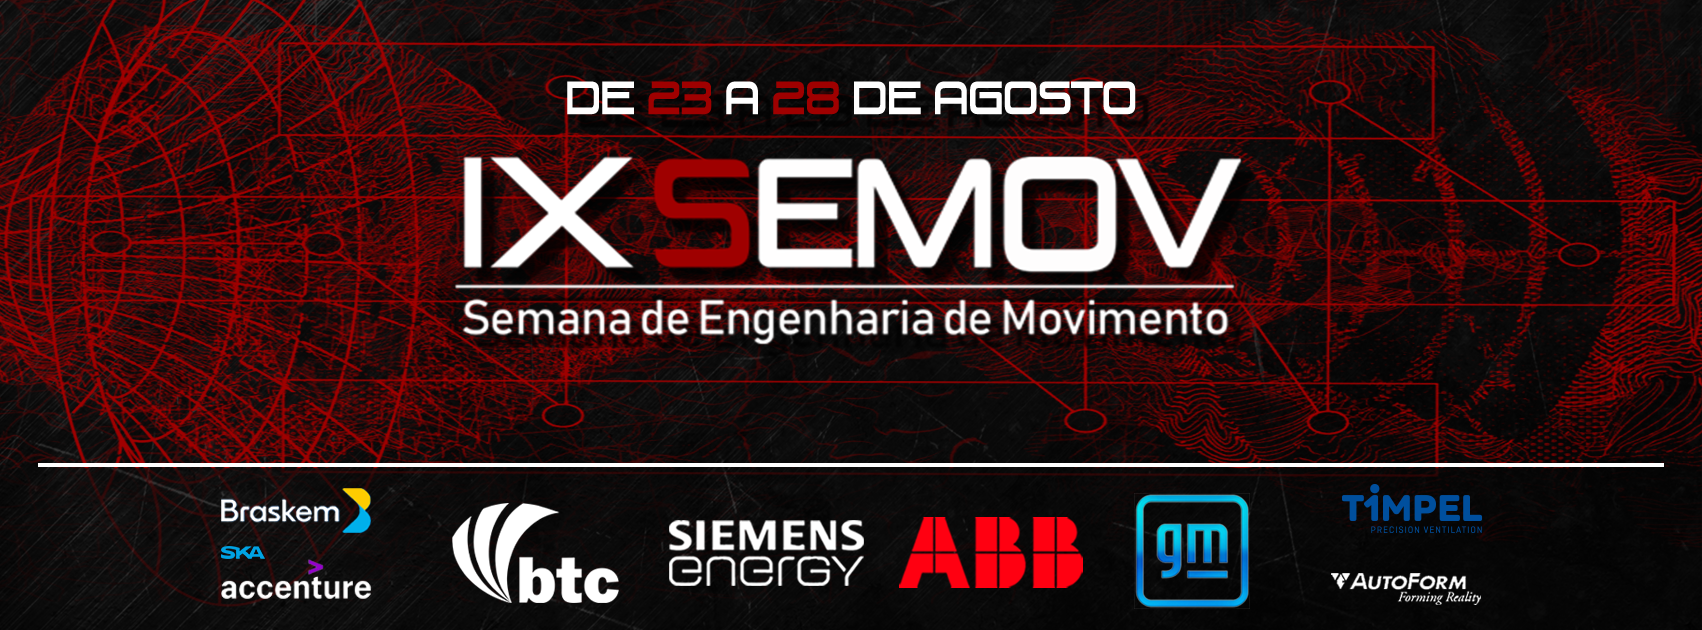 DE 23 A 28 DE AGOSTO
IX SEMOV
Semana de Engenharia de Movimento
Braskem
SKA
accenture
btc
SIEMENS
energy
ABB
gm
TIMPEL
PRECISION VENTILATION
AUTOFORM
Forming Reality